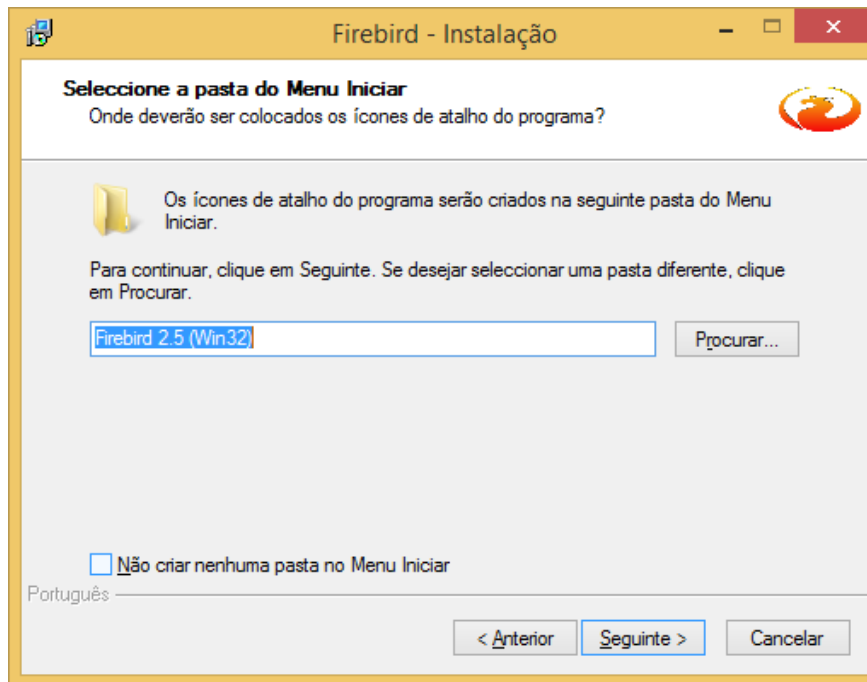 Firebird - Instalação
Seleccione a pasta do Menu Iniciar
Onde deverão ser colocados os ícones de atalho do programa?
Os ícones de atalho do programa serão criados na seguinte pasta do Menu
Iniciar.
Para continuar, clique em Seguinte. Se desejar seleccionar uma pasta diferente, clique
em Procurar.
Firebird 2.5 (Win32)
Procurar...
Não criar nenhuma pasta no Menu Iniciar
Português
< Anterior
Seguinte >
Cancelar